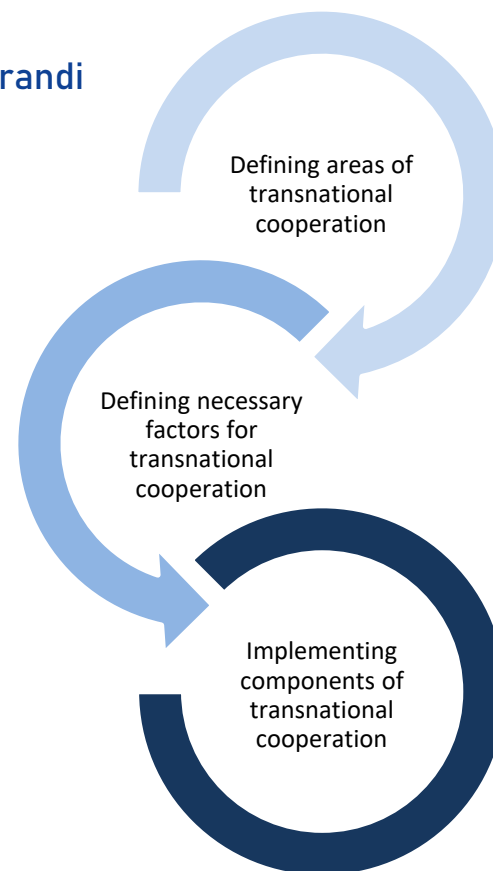 randi
Defining areas of
transnational
cooperation
Defining necessary
factors for
transnational
cooperation
Implementing
components of
transnational
cooperation